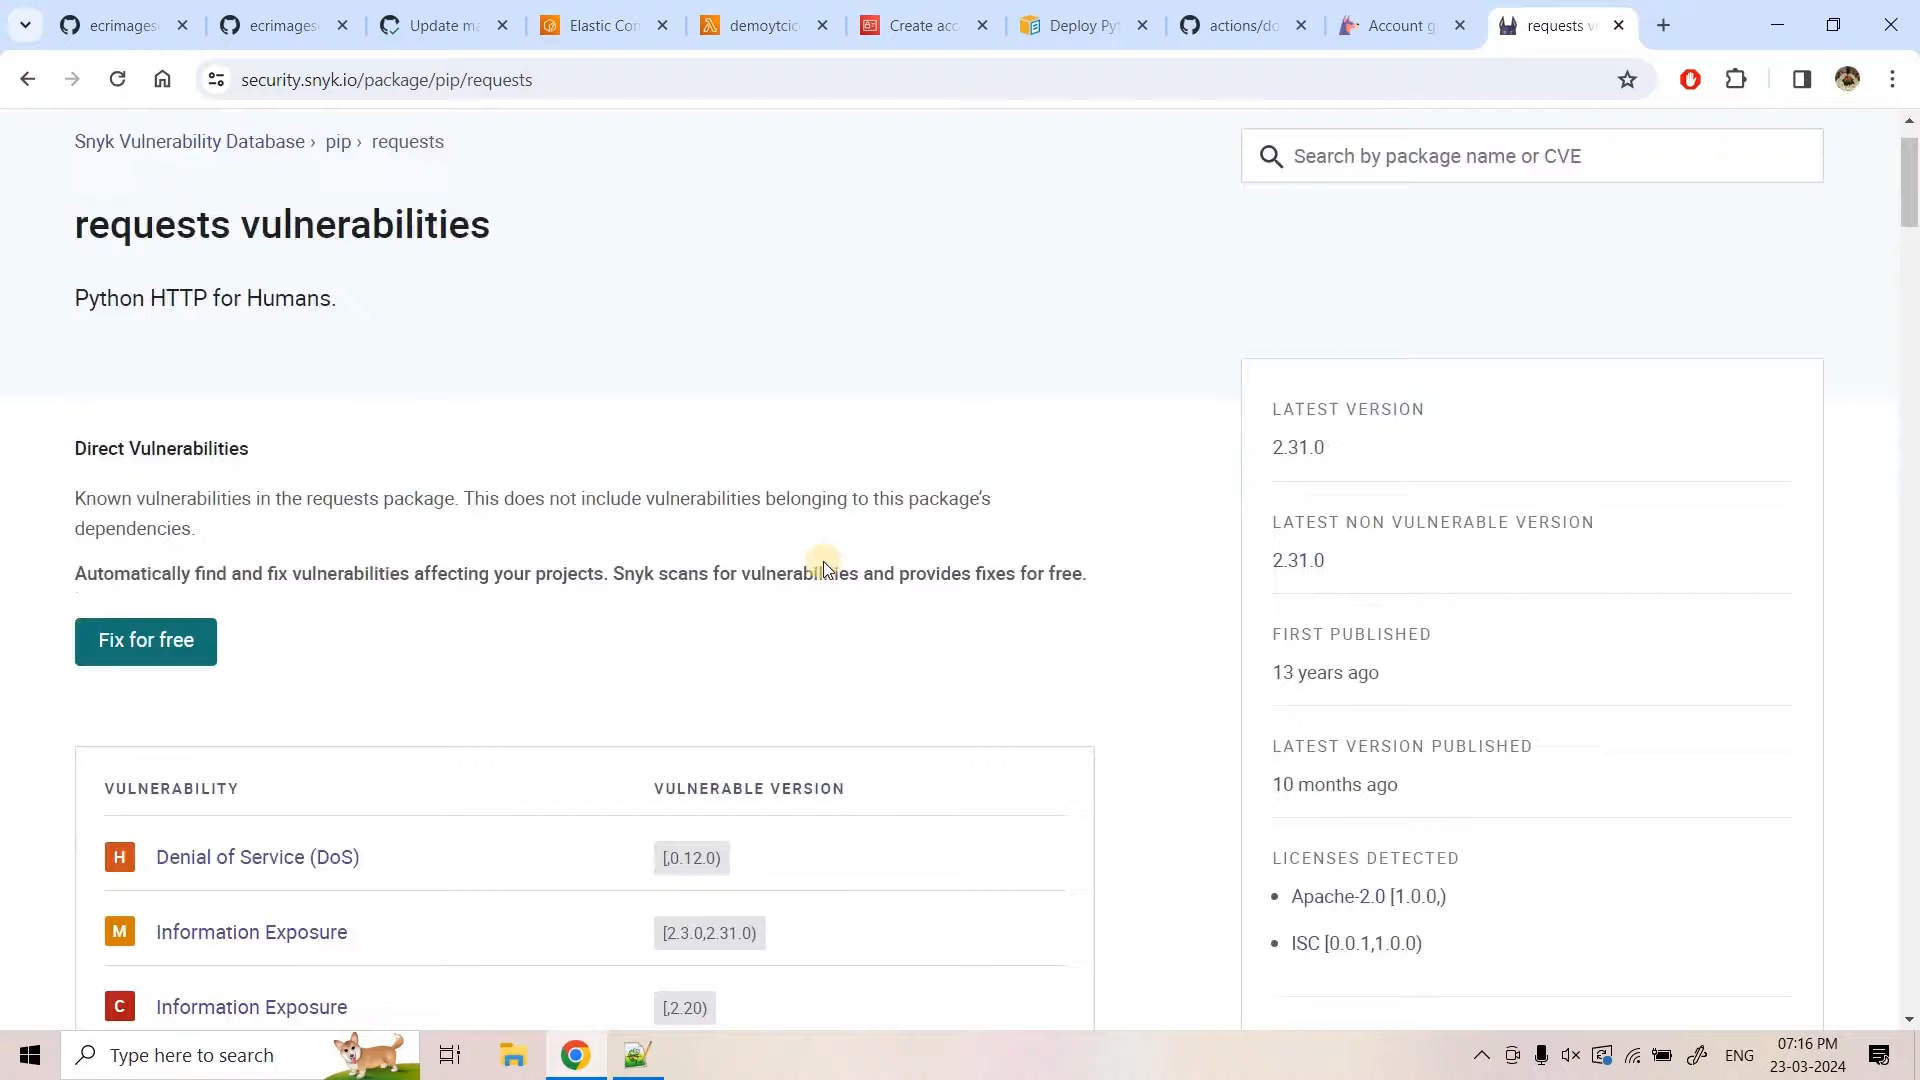 ecrimages
ecrimages
Update ma
Elastic Con
demoytcic
Create acc
Deploy Pyt
actions/do
Account g
requests v
security.snyk.io/package/pip/requests
Snyk Vulnerability Database › pip › requests
Search by package name or CVE
requests vulnerabilities
Python HTTP for Humans.
Direct Vulnerabilities
Known vulnerabilities in the requests package. This does not include vulnerabilities belonging to this package’s
dependencies.
Automatically find and fix vulnerabilities affecting your projects. Snyk scans for vulnerabilities and provides fixes for free.
Fix for free
VULNERABILITY VULNERABLE VERSION
H Denial of Service (DoS) [,0.12.0)
M Information Exposure [2.3.0,2.31.0)
C Information Exposure [,2.20)
LATEST VERSION
2.31.0
LATEST NON VULNERABLE VERSION
2.31.0
FIRST PUBLISHED
13 years ago
LATEST VERSION PUBLISHED
10 months ago
LICENSES DETECTED
Apache-2.0 [1.0.0,)
ISC [0.0.1,1.0.0)
Type here to search
ENG
07:16 PM
23-03-2024